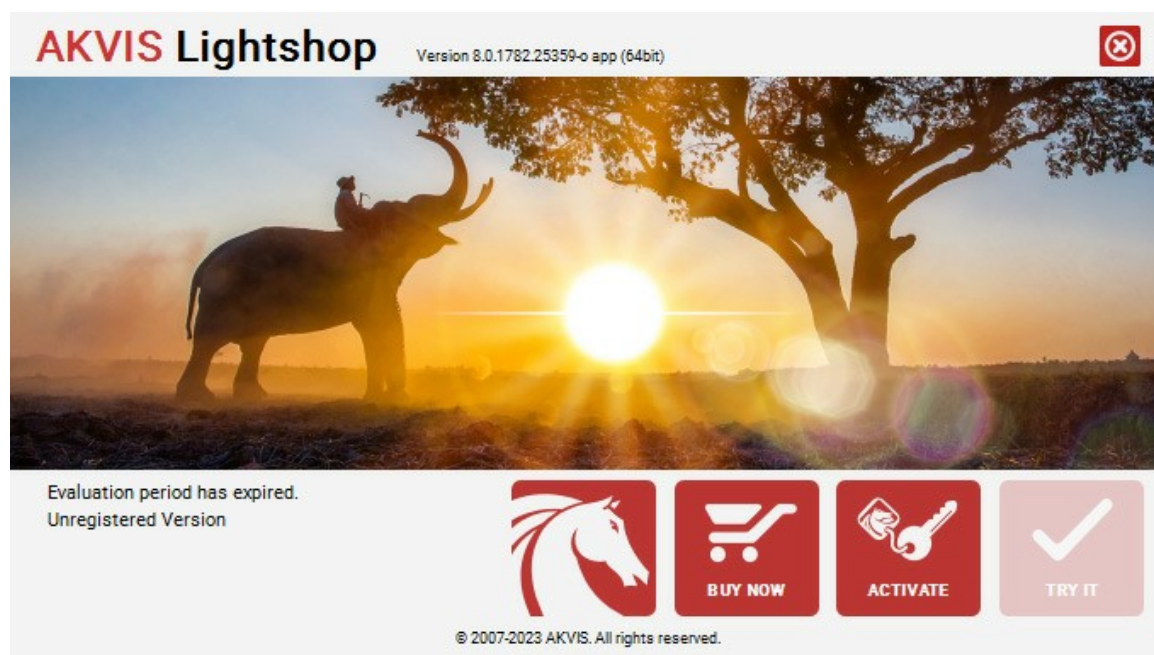 AKVIS Lightshop Version 8.0.1782.25359-o app (64bit)
Evaluation period has expired.
Unregistered Version
BUY NOW ACTIVATE TRY IT
© 2007-2023 AKVIS. All rights reserved.